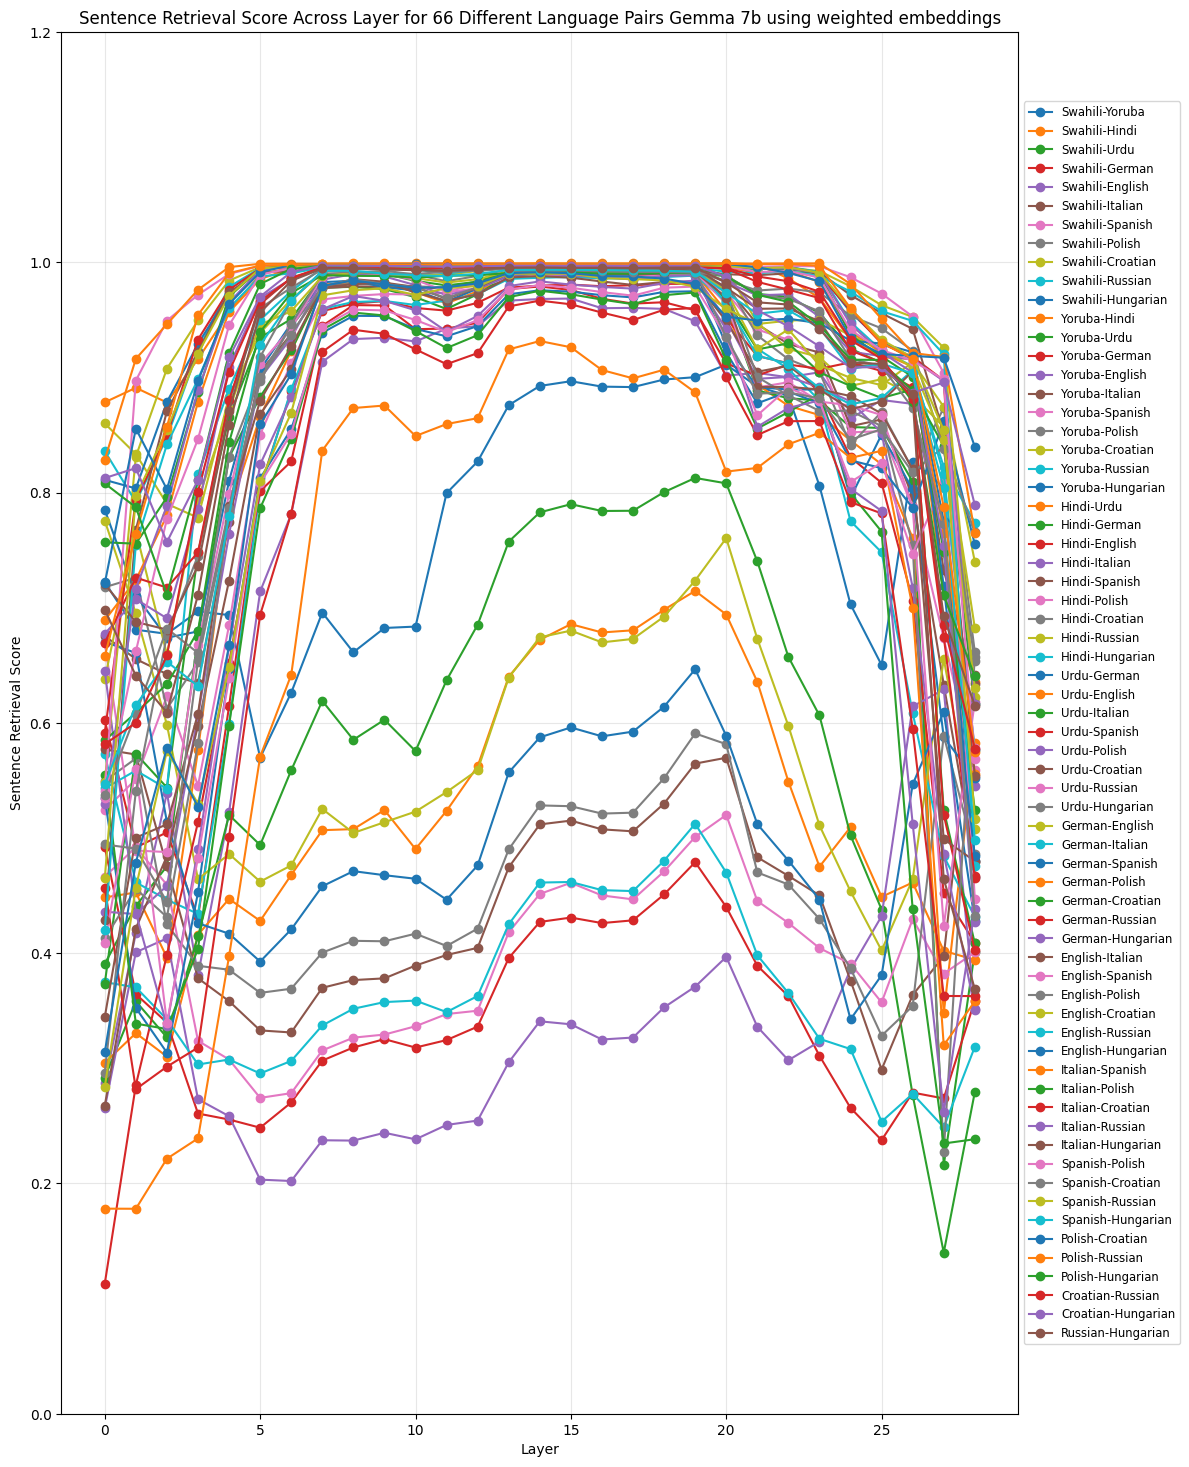 Sentence Retrieval Score Across Layer for 66 Different Language Pairs Gemma 7b using weighted embeddings
1.2
1.0
0.8
0.6
0.4
0.2
0.0
Sentence Retrieval Score
0
5
10
15
20
25
Layer
Swahili-Yoruba
Swahili-Hindi
Swahili-Urdu
Swahili-German
Swahili-English
Swahili-Italian
Swahili-Spanish
Swahili-Polish
Swahili-Croatian
Swahili-Russian
Swahili-Hungarian
Yoruba-Hindi
Yoruba-Urdu
Yoruba-German
Yoruba-English
Yoruba-Italian
Yoruba-Spanish
Yoruba-Polish
Yoruba-Croatian
Yoruba-Russian
Yoruba-Hungarian
Hindi-Urdu
Hindi-German
Hindi-English
Hindi-Italian
Hindi-Spanish
Hindi-Polish
Hindi-Croatian
Hindi-Russian
Hindi-Hungarian
Urdu-German
Urdu-English
Urdu-Italian
Urdu-Spanish
Urdu-Polish
Urdu-Croatian
Urdu-Russian
Urdu-Hungarian
German-English
German-Italian
German-Spanish
German-Polish
German-Croatian
German-Russian
German-Hungarian
English-Italian
English-Spanish
English-Polish
English-Croatian
English-Russian
English-Hungarian
Italian-Spanish
Italian-Polish
Italian-Croatian
Italian-Russian
Italian-Hungarian
Spanish-Polish
Spanish-Croatian
Spanish-Russian
Spanish-Hungarian
Polish-Croatian
Polish-Russian
Polish-Hungarian
Croatian-Russian
Croatian-Hungarian
Russian-Hungarian